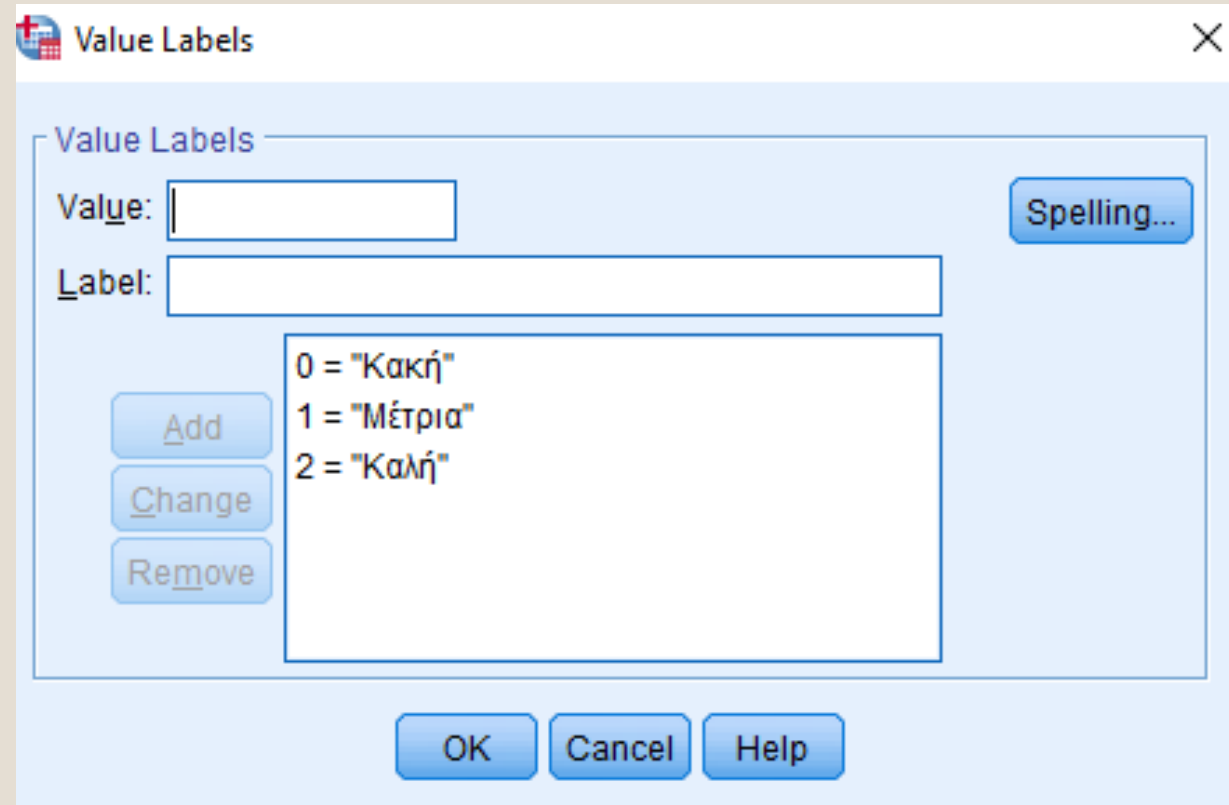 Value Labels
Value Labels
Value:
Spelling...
Label:
0 = "Κακή"
1 = "Μέτρια"
2 = "Καλή"
Add
Change
Remove
OK Cancel Help